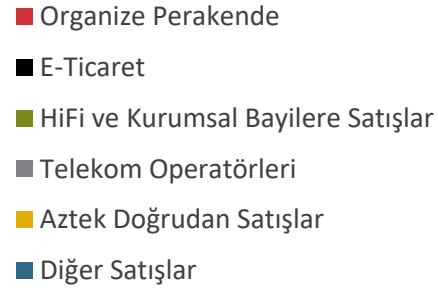 Organize Perakende
E-Ticaret
HiFi ve Kurumsal Bayilere Satışlar
Telekom Operatörleri
Aztek Doğrudan Satışlar
Diğer Satışlar